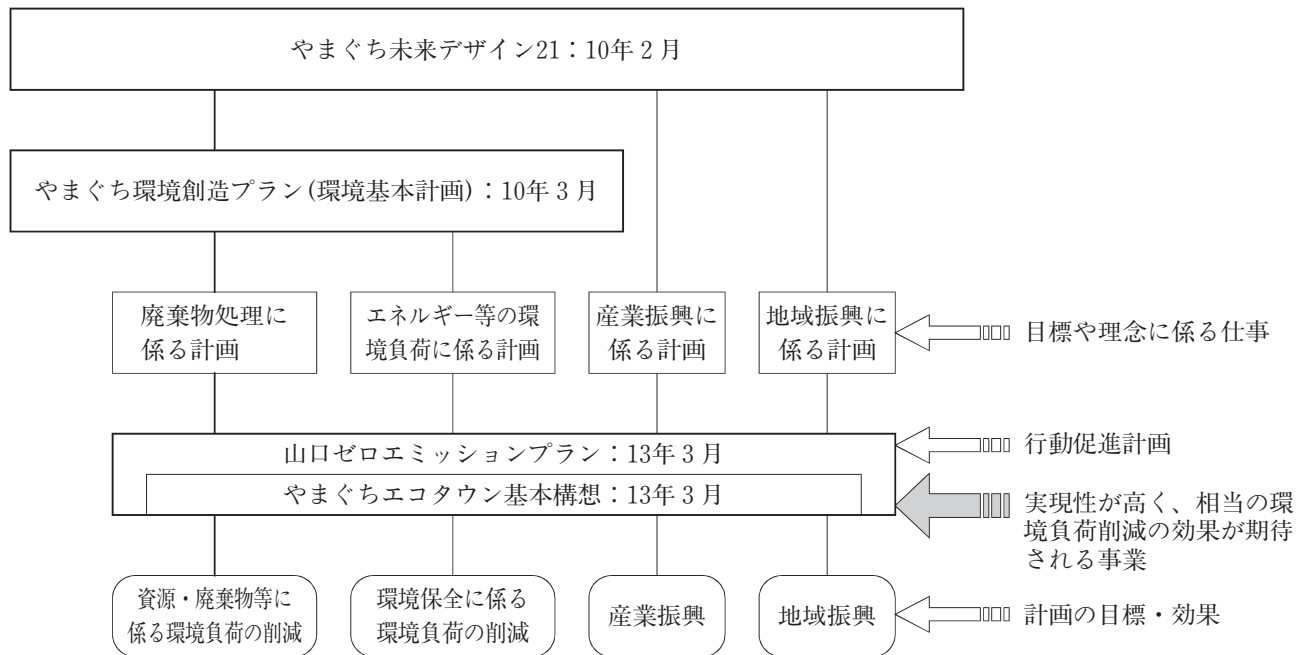 やまぐち未来デザイン21：10年2月
やまぐち環境創造プラン(環境基本計画)：10年3月
廃棄物処理に
係る計画
エネルギー等の環
境負荷に係る計画
産業振興に
係る計画
地域振興に
係る計画
目標や理念に係る仕事
山口ゼロエミッションプラン：13年3月
行動促進計画
やまぐちエコタウン基本構想：13年3月
実現性が高く、相当の環
境負荷削減の効果が期待
される事業
資源・廃棄物等に
係る環境負荷の削減
環境保全に係る
環境負荷の削減
産業振興
地域振興
計画の目標・効果